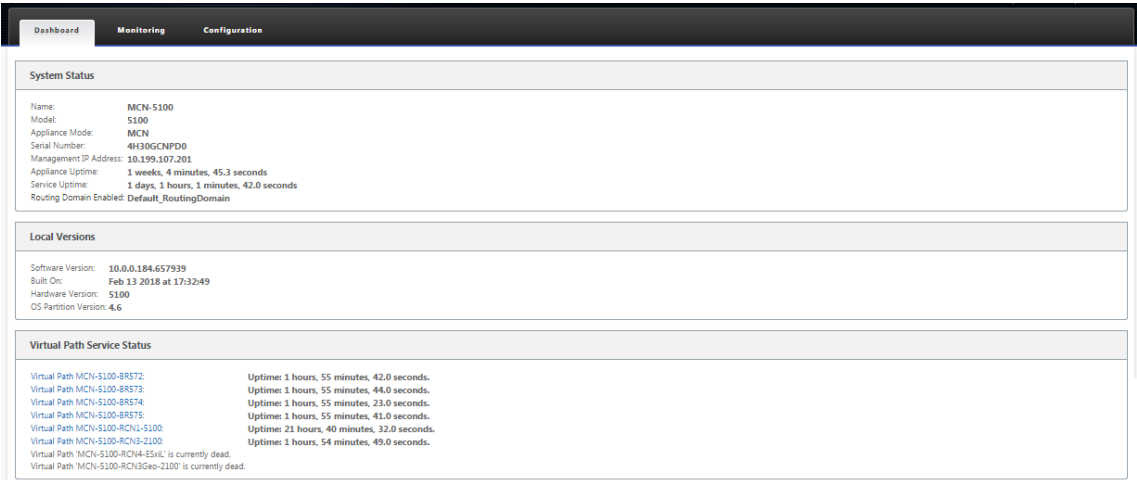 Dashboard Monitoring Configuration
System Status
Name: MCN-5100
Model: 5100
Appliance Mode: MCN
Serial Number: 4H30GCNPD0
Management IP Address: 10.199.107.201
Appliance Uptime: 1 weeks, 4 minutes, 45.3 seconds
Service Uptime: 1 days, 1 hours, 1 minutes, 42.0 seconds
Routing Domain Enabled: Default_RoutingDomain
Local Versions
Software Version: 10.0.0.184.657939
Built On: Feb 13 2018 at 17:32:49
Hardware Version: 5100
OS Partition Version: 4.6
Virtual Path Service Status
Virtual Path MCN-5100-BR572: Uptime: 1 hours, 55 minutes, 42.0 seconds.
Virtual Path MCN-5100-BR573: Uptime: 1 hours, 55 minutes, 44.0 seconds.
Virtual Path MCN-5100-BR574: Uptime: 1 hours, 55 minutes, 23.0 seconds.
Virtual Path MCN-5100-BR575: Uptime: 1 hours, 55 minutes, 41.0 seconds.
Virtual Path MCN-5100-RCN1-5100: Uptime: 21 hours, 40 minutes, 32.0 seconds.
Virtual Path MCN-5100-RCN3-2100: Uptime: 1 hours, 54 minutes, 49.0 seconds.
Virtual Path 'MCN-5100-RCN4-ESxiL' is currently dead.
Virtual Path 'MCN-5100-RCN3Geo-2100' is currently dead.